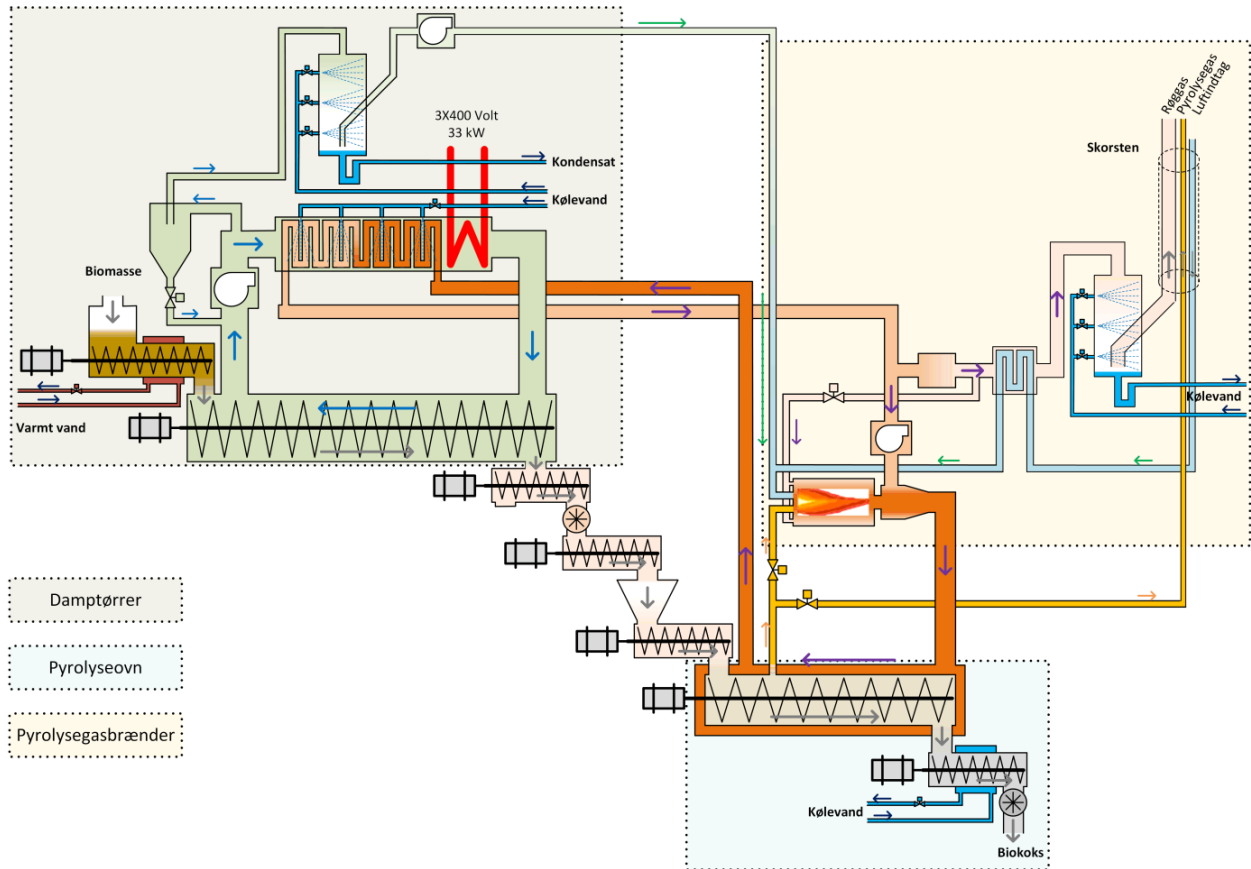 3X400 Volt
33 kW
Kondensat
Kølevand
Biomasse
Varmt vand
Røggas
Pyrolysegas
Luftindtag
Skorsten
Kølevand
Damptørrer
Pyrolyseovn
Pyrolysegasbrænder
Kølevand
Biokoks